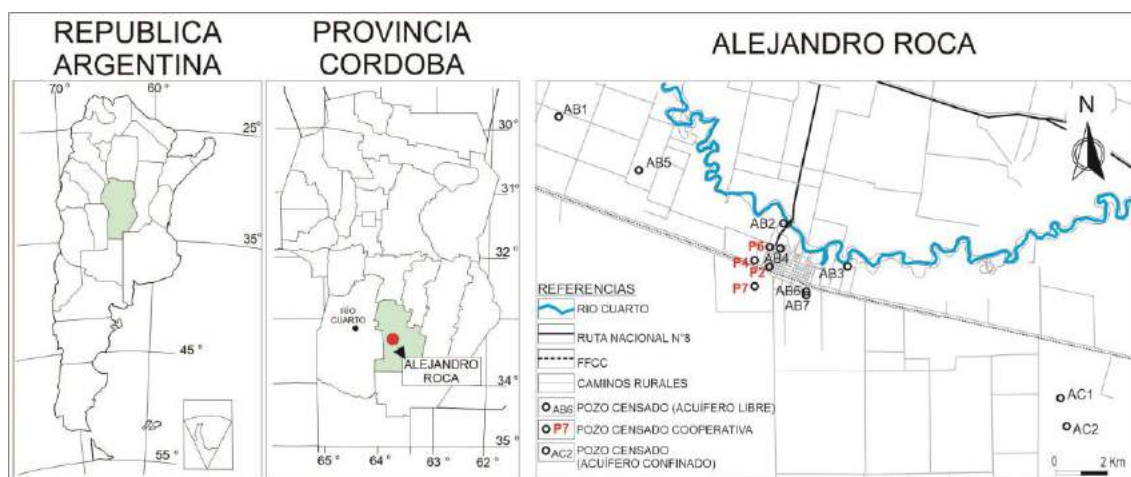 REPUBLICA
ARGENTINA
70°
60°
25°
35°
45°
55°
PROVINCIA
CORDOBA
30°
31°
32°
RÍO
CUARTO
ALEJANDRO
ROCA
34°
35°
65°
64°
63°
62°
ALEJANDRO ROCA
AB1
N
AB5
AB2
P6
AB4
P4
P2
AB3
P7
AB6
AB7
REFERENCIAS
RIO CUARTO
RUTA NACIONAL N°8
FFCC
CAMINOS RURALES
AB6 POZO CENSADO (ACUÍFERO LIBRE)
P7 POZO CENSADO COOPERATIVA
AC2 POZO CENSADO
(ACUÍFERO CONFINADO)
AC1
AC2
0 2 Km